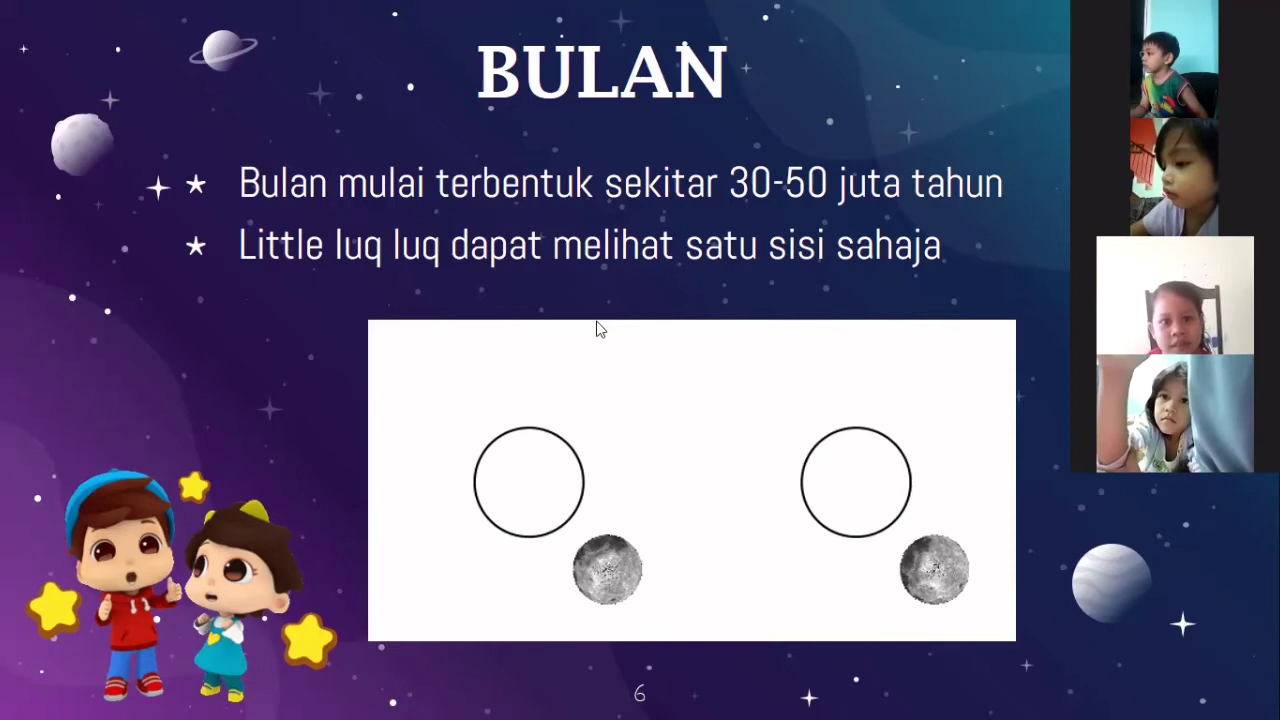 BULAN
★ Bulan mulai terbentuk sekitar 30-50 juta tahun
★ Little luq luq dapat melihat satu sisi sahaja
6